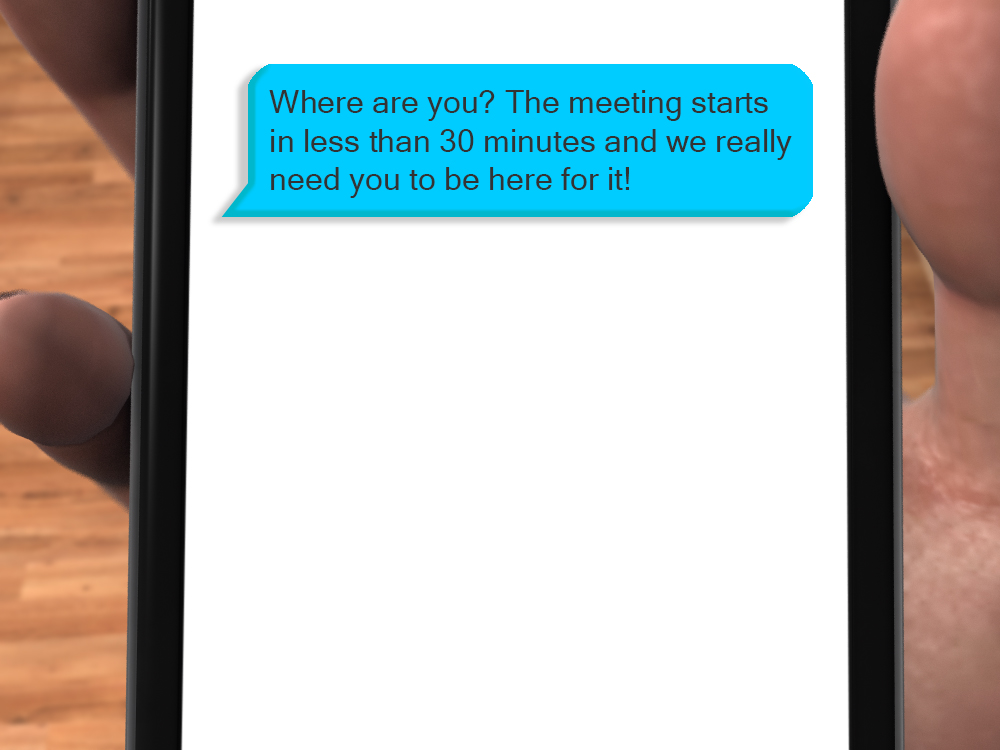 Where are you? The meeting starts
in less than 30 minutes and we really
need you to be here for it!